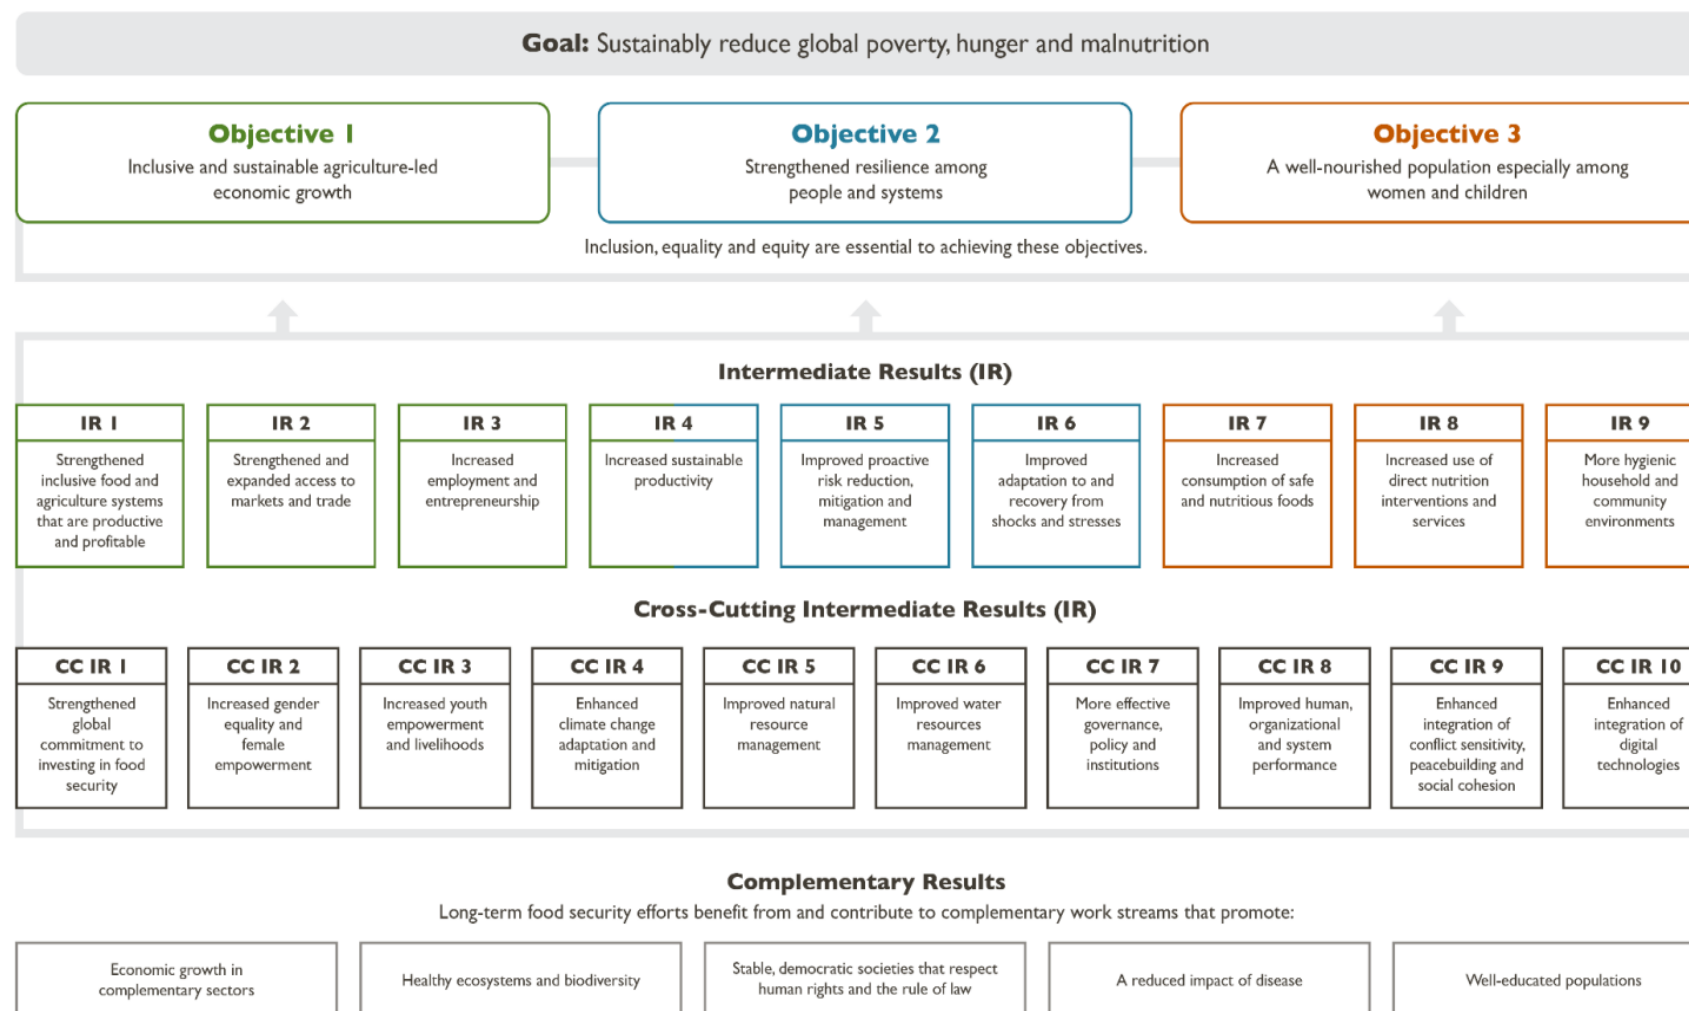 Goal: Sustainably reduce global poverty, hunger and malnutrition
Objective 1
Inclusive and sustainable agriculture-led
economic growth
Objective 2
Strengthened resilience among
people and systems
Objective 3
A well-nourished population especially among
women and children
Inclusion, equality and equity are essential to achieving these objectives.
Intermediate Results (IR)
IR 1
Strengthened
inclusive food and
agriculture systems
that are productive
and profitable
IR 2
Strengthened and
expanded access to
markets and trade
IR 3
Increased
employment and
entrepreneurship
IR 4
Increased sustainable
productivity
IR 5
Improved proactive
risk reduction,
mitigation and
management
IR 6
Improved
adaptation to and
recovery from
shocks and stresses
IR 7
Increased
consumption of safe
and nutritious foods
IR 8
Increased use of
direct nutrition
interventions and
services
IR 9
More hygienic
household and
community
environments
Cross-Cutting Intermediate Results (IR)
CC IR 1
Strengthened
global
commitment to
investing in food
security
CC IR 2
Increased gender
equality and
female
empowerment
CC IR 3
Increased youth
empowerment
and livelihoods
CC IR 4
Enhanced
climate change
adaptation and
mitigation
CC IR 5
Improved natural
resource
management
CC IR 6
Improved water
resources
management
CC IR 7
More effective
governance,
policy and
institutions
CC IR 8
Improved human,
organizational
and system
performance
CC IR 9
Enhanced
integration of
conflict sensitivity,
peacebuilding and
social cohesion
CC IR 10
Enhanced
integration of
digital
technologies
Complementary Results
Long-term food security efforts benefit from and contribute to complementary work streams that promote:
Economic growth in
complementary sectors
Healthy ecosystems and biodiversity
Stable, democratic societies that respect
human rights and the rule of law
A reduced impact of disease
Well-educated populations